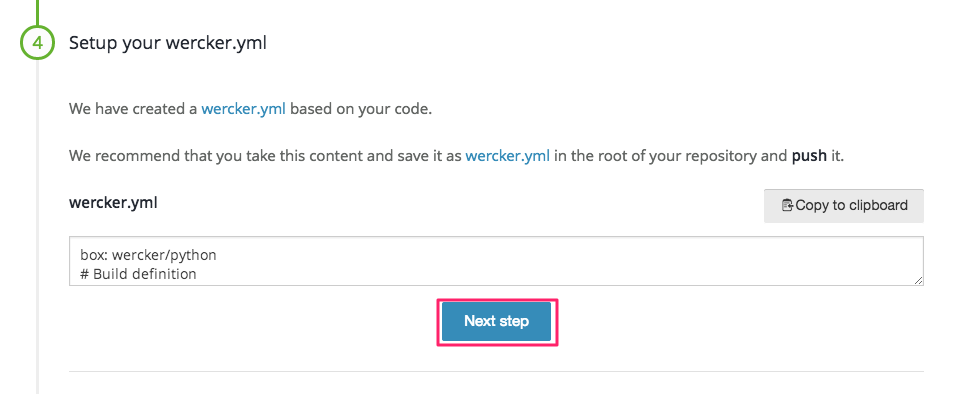 4 Setup your wercker.yml
We have created a wercker.yml based on your code.
We recommend that you take this content and save it as wercker.yml in the root of your repository and push it.
wercker.yml
Copy to clipboard
box: wercker/python
# Build definition
Next step